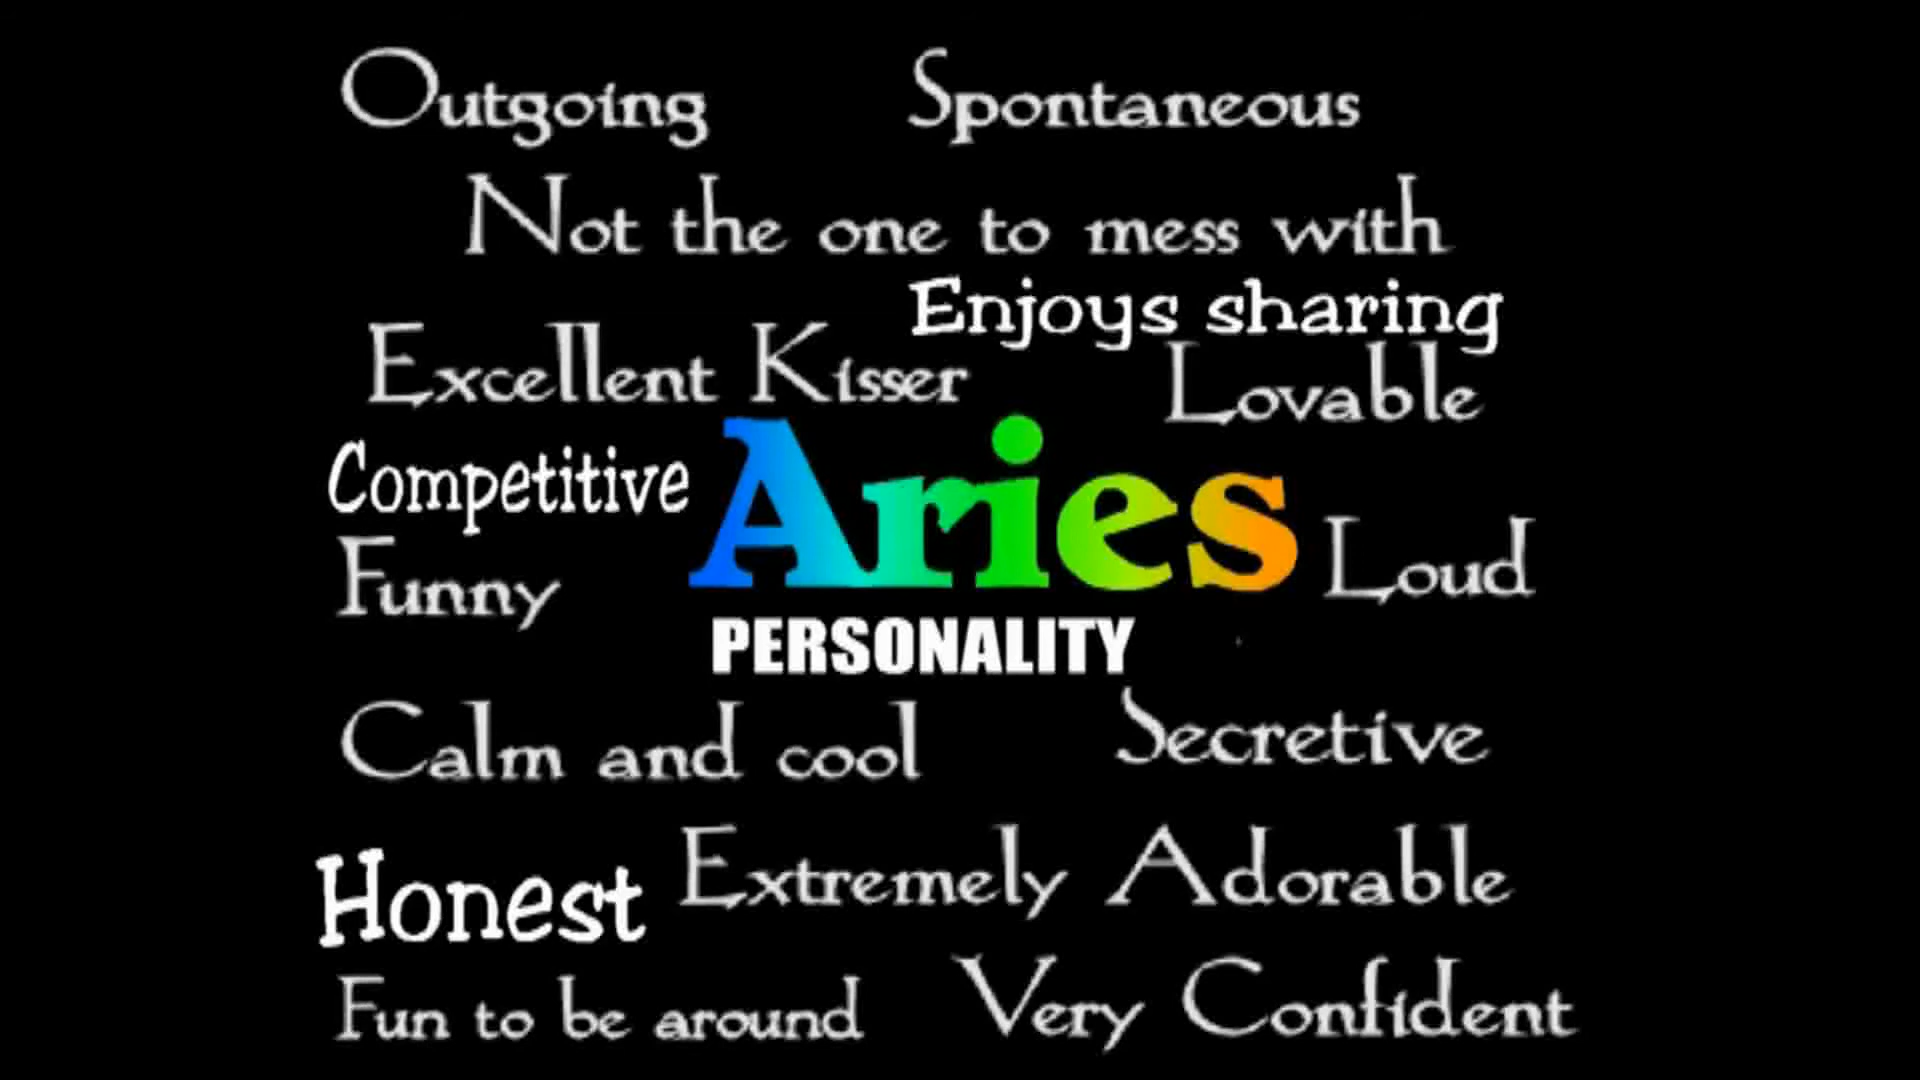 Outgoing Spontaneous
Not the one to mess with
Enjoys sharing
Excellent Kisser Lovable
Competitive Aries
Funny Loud
PERSONALITY
Calm and cool Secretive
Honest Extremely Adorable
Fun to be around Very Confident